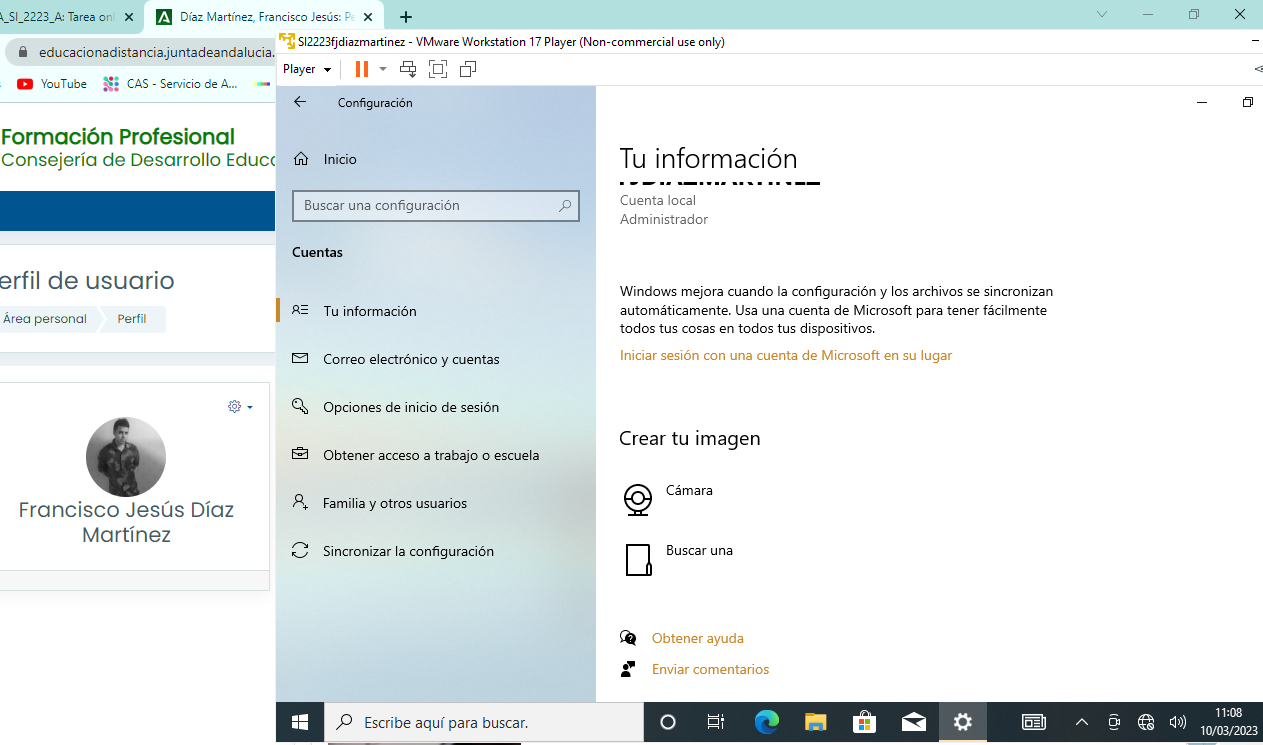 A_SI_2223_A: Tarea onl
Díaz Martínez, Francisco Jesús: Pe
educacionadistancia.juntadeandalucia.
YouTube
CAS - Servicio de A...
SI2223fjdiazmartinez - VMware Workstation 17 Player (Non-commercial use only)
Player
Formación Profesional
Consejería de Desarrollo Educa
erfil de usuario
Área personal
Perfil
Francisco Jesús Díaz
Martínez
Configuración
Inicio
Buscar una configuración
Cuentas
Tu información
Correo electrónico y cuentas
Opciones de inicio de sesión
Obtener acceso a trabajo o escuela
Familia y otros usuarios
Sincronizar la configuración
Tu información
FJDIAZMARTINEZ
Cuenta local
Administrador
Windows mejora cuando la configuración y los archivos se sincronizan
automáticamente. Usa una cuenta de Microsoft para tener fácilmente
todos tus cosas en todos tus dispositivos.
Iniciar sesión con una cuenta de Microsoft en su lugar
Crear tu imagen
Cámara
Buscar una
Obtener ayuda
Enviar comentarios
Escribe aquí para buscar.
11:08
10/03/2023